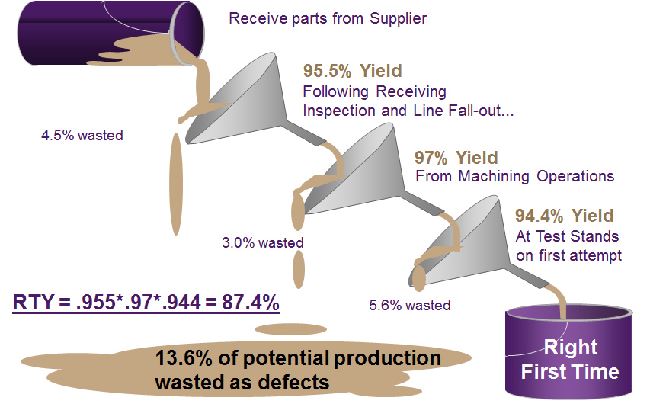 Receive parts from Supplier
95.5% Yield
Following Receiving
Inspection and Line Fall-out...
4.5% wasted
97% Yield
From Machining Operations
94.4% Yield
At Test Stands
on first attempt
3.0% wasted
RTY = .955*.97*.944 = 87.4%
5.6% wasted
13.6% of potential production
wasted as defects
Right
First Time